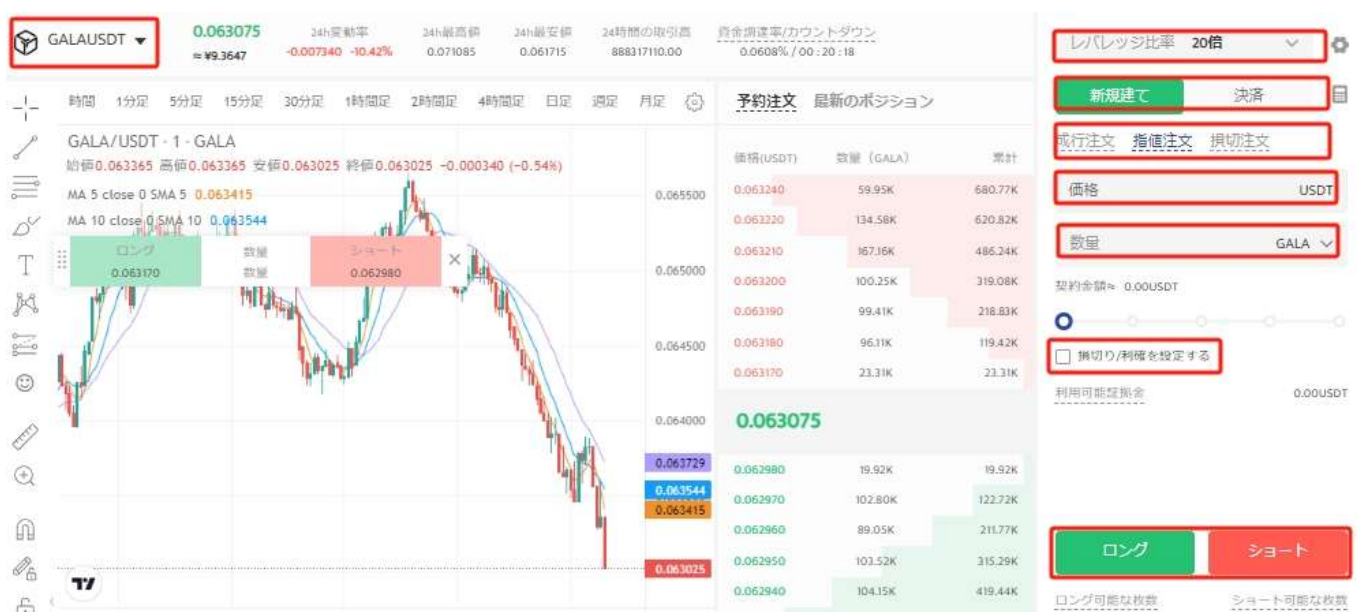 GALAUSDT
0.063075
≈ ¥9.3647
24h変動率
-0.007340 -10.42%
24h最高値
0.071085
24h最安値
0.061715
24時間の取引高
888317110.00
資金調達率/カウントダウン
0.0608% / 00 : 20 : 18
レバレッジ比率 20倍
時間 1分足 5分足 15分足 30分足 1時間足 2時間足 4時間足 日足 週足 月足
GALA/USDT · 1 · GALA
始値0.063365 高値0.063365 安値0.063025 終値0.063025 −0.000340 (−0.54%)
MA 5 close 0 SMA 5 0.063415
MA 10 close 0 SMA 10 0.063544
ロング 数量 ショート
0.063170 数量 0.062980
0.065500
0.065000
0.064500
0.064000
0.063729
0.063544
0.063415
0.063025
予約注文 最新のポジション
価格(USDT) 数量 (GALA) 累計
0.063240 59.95K 680.77K
0.063220 134.58K 620.82K
0.063210 167.16K 486.24K
0.063200 100.25K 319.08K
0.063190 99.41K 218.83K
0.063180 96.11K 119.42K
0.063170 23.31K 23.31K
0.063075
0.062980 19.92K 19.92K
0.062970 102.80K 122.72K
0.062960 89.05K 211.77K
0.062950 103.52K 315.29K
0.062940 104.15K 419.44K
新規建て 決済
成行注文 指値注文 損切注文
価格 USDT
数量 GALA
契約金額≈ 0.00USDT
損切り/利確を設定する
利用可能証拠金 0.00USDT
ロング ショート
ロング可能な枚数 ショート可能な枚数